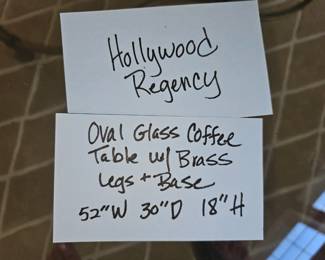 Hollywood
Regency
Oval Glass Coffee
Table w/ Brass
Legs + Base
52"W 30"D 18"H